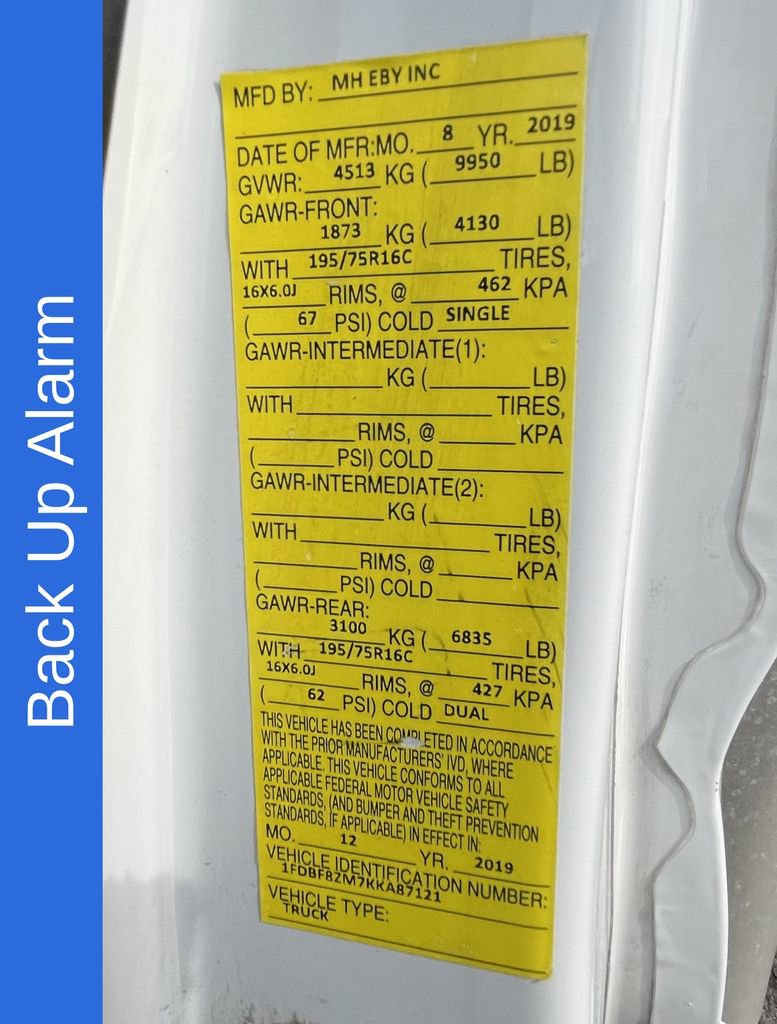 Back Up Alarm
MFD BY: MH EBY INC
DATE OF MFR:MO. 8 YR. 2019
GVWR: 4513 KG ( 9950 LB)
GAWR-FRONT:
1873 KG ( 4130 LB)
WITH 195/75R16C TIRES,
16X6.0J RIMS, @ 462 KPA
( 67 PSI) COLD SINGLE
GAWR-INTERMEDIATE(1):
KG ( LB)
WITH TIRES,
RIMS, @ KPA
( PSI) COLD
GAWR-INTERMEDIATE(2):
KG ( LB)
WITH TIRES,
RIMS, @ KPA
( PSI) COLD
GAWR-REAR:
3100 KG ( 6835 LB)
WITH 195/75R16C TIRES,
16X6.0J RIMS, @ 427 KPA
( 62 PSI) COLD DUAL
THIS VEHICLE HAS BEEN COMPLETED IN ACCORDANCE
WITH THE PRIOR MANUFACTURERS' IVD, WHERE
APPLICABLE. THIS VEHICLE CONFORMS TO ALL
APPLICABLE FEDERAL MOTOR VEHICLE SAFETY
STANDARDS, (AND BUMPER AND THEFT PREVENTION
STANDARDS, IF APPLICABLE) IN EFFECT IN:
MO. 12 YR. 2019
VEHICLE IDENTIFICATION NUMBER:
1FDBF8ZM7KKA87121
VEHICLE TYPE:
TRUCK